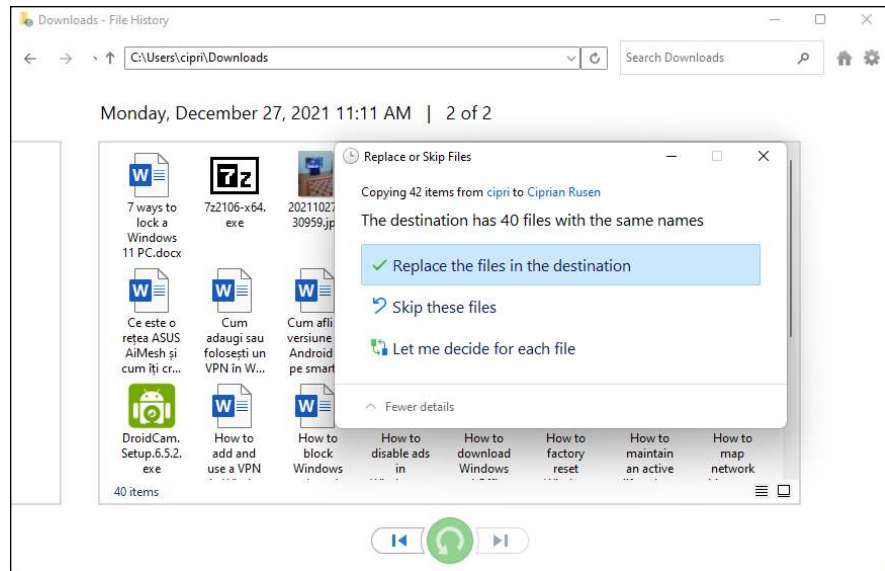 Downloads - File History
C:\Users\cipri\Downloads
Search Downloads
Monday, December 27, 2021 11:11 AM | 2 of 2
7 ways to
lock a
Windows
11 PC.docx
7z2106-x64.
exe
20211027
30959.jp
Ce este o
rețea ASUS
AiMesh și
cum îți cr...
Cum
adaugi sau
folosești un
VPN în W...
Cum afli
versiune
Android
pe smart
DroidCam.
Setup.6.5.2.
exe
How to
add and
use a VPN
How to
block
Windows
How to
disable ads
in
How to
download
Windows
How to
factory
reset
How to
maintain
an active
How to
map
network
40 items
Replace or Skip Files
Copying 42 items from cipri to Ciprian Rusen
The destination has 40 files with the same names
Replace the files in the destination
Skip these files
Let me decide for each file
Fewer details